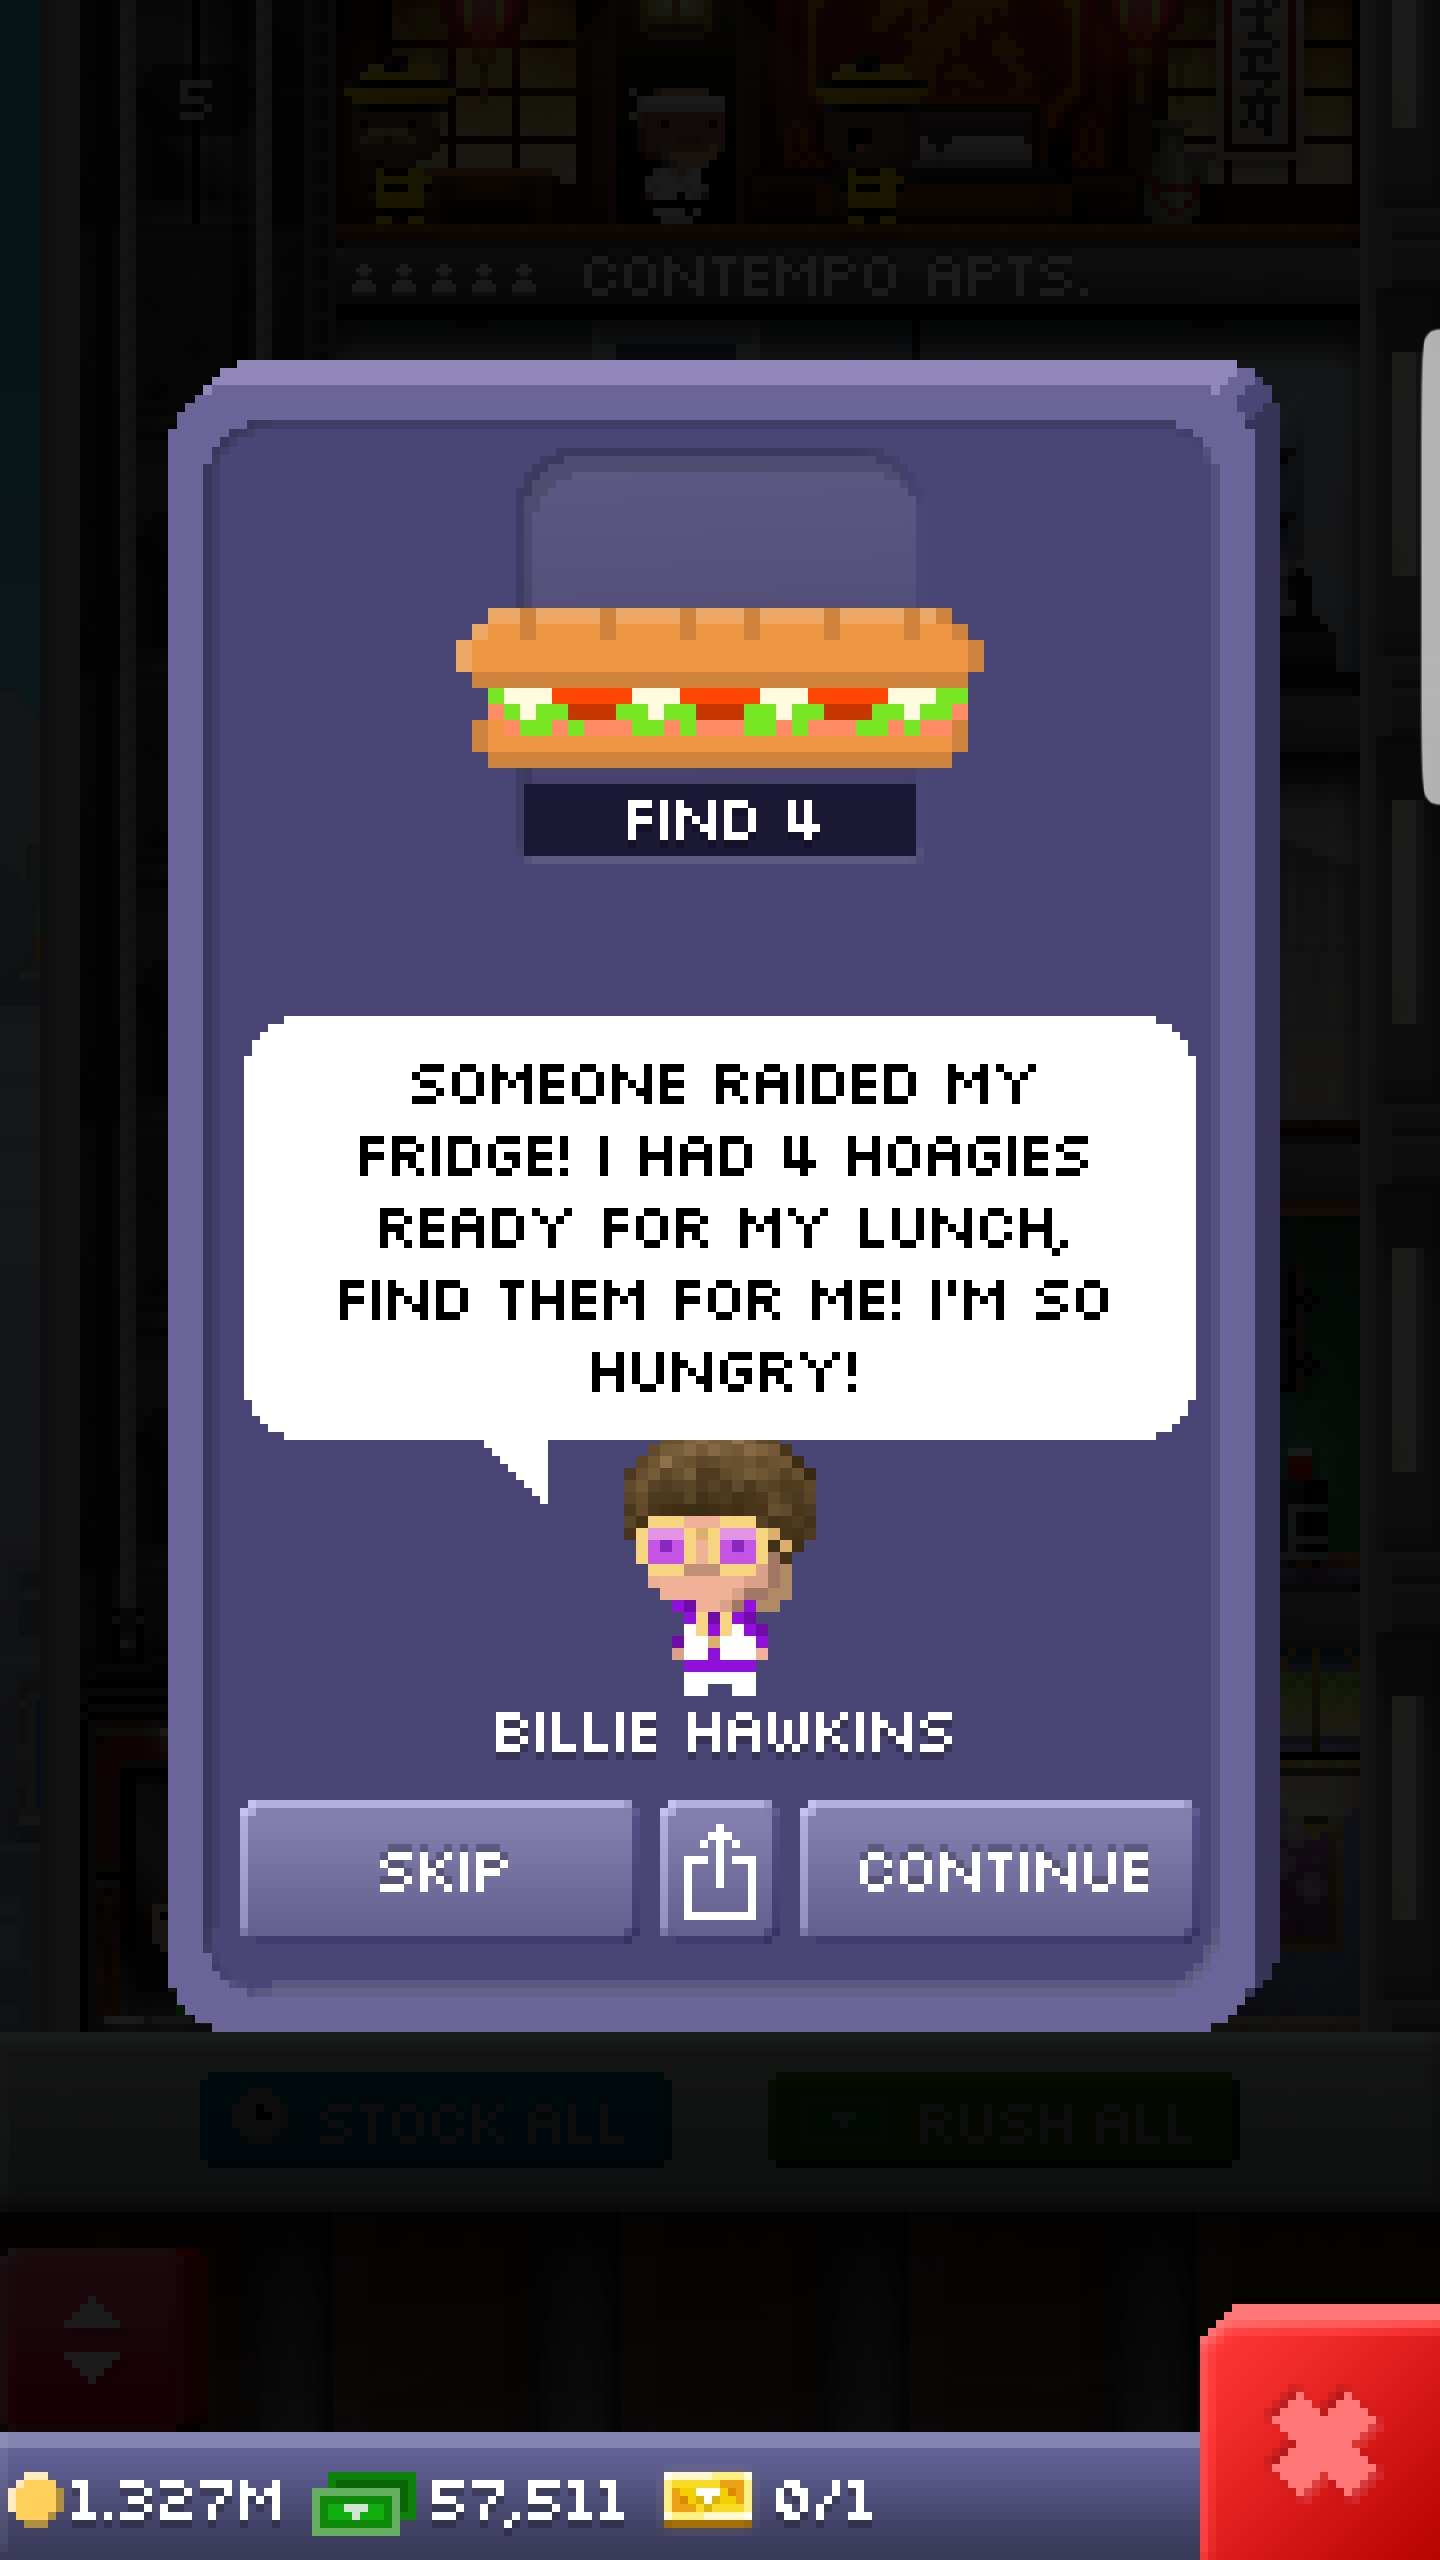 5
CONTEMPO APTS.
FIND 4
SOMEONE RAIDED MY
FRIDGE! I HAD 4 HOAGIES
READY FOR MY LUNCH,
FIND THEM FOR ME! I'M SO
HUNGRY!
BILLIE HAWKINS
SKIP
CONTINUE
STOCK ALL
RUSH ALL
1.327M
57,511
0/1